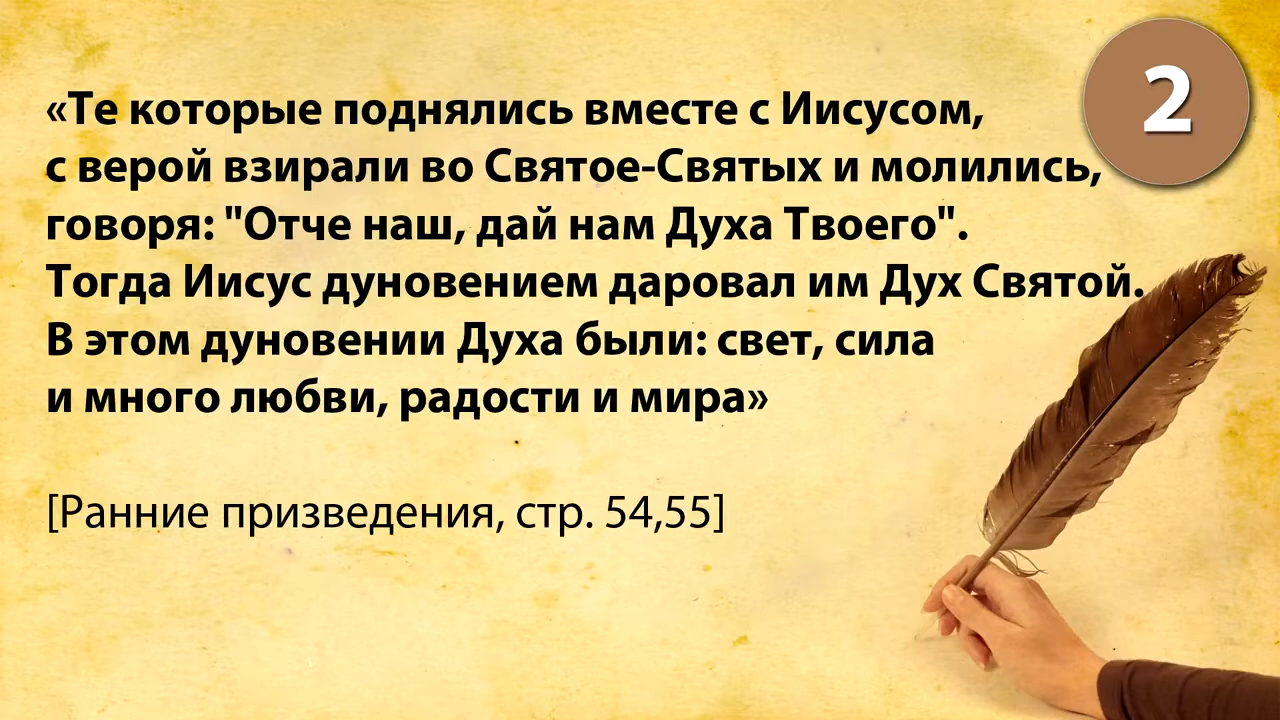 2
«Те которые поднялись вместе с Иисусом,
с верой взирали во Святое-Святых и молились,
говоря: "Отче наш, дай нам Духа Твоего".
Тогда Иисус дуновением даровал им Дух Святой.
В этом дуновении Духа были: свет, сила
и много любви, радости и мира»
[Ранние призведения, стр. 54,55]